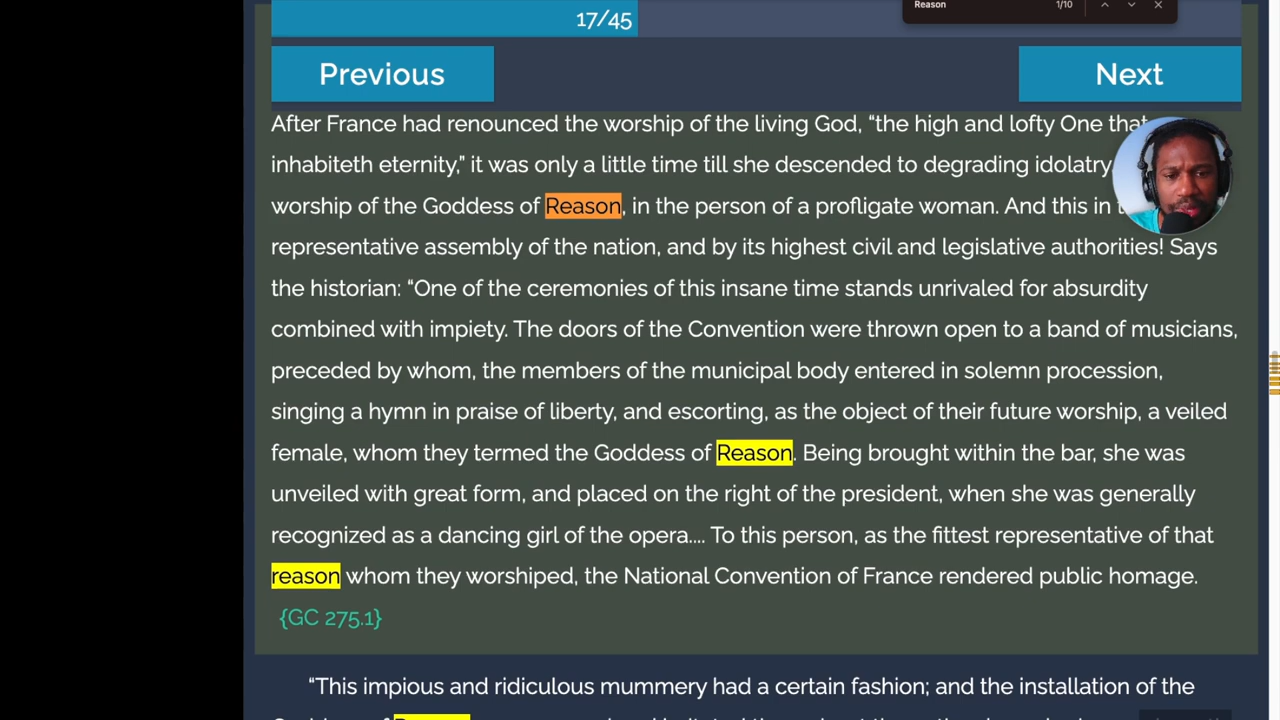 Reason 1/10
17/45
Previous Next
After France had renounced the worship of the living God, “the high and lofty One that
inhabiteth eternity,” it was only a little time till she descended to degrading idolatry
worship of the Goddess of Reason, in the person of a profligate woman. And this in
representative assembly of the nation, and by its highest civil and legislative authorities! Says
the historian: “One of the ceremonies of this insane time stands unrivaled for absurdity
combined with impiety. The doors of the Convention were thrown open to a band of musicians,
preceded by whom, the members of the municipal body entered in solemn procession,
singing a hymn in praise of liberty, and escorting, as the object of their future worship, a veiled
female, whom they termed the Goddess of Reason. Being brought within the bar, she was
unveiled with great form, and placed on the right of the president, when she was generally
recognized as a dancing girl of the opera.... To this person, as the fittest representative of that
reason whom they worshiped, the National Convention of France rendered public homage.
{GC 275.1}
“This impious and ridiculous mummery had a certain fashion; and the installation of the